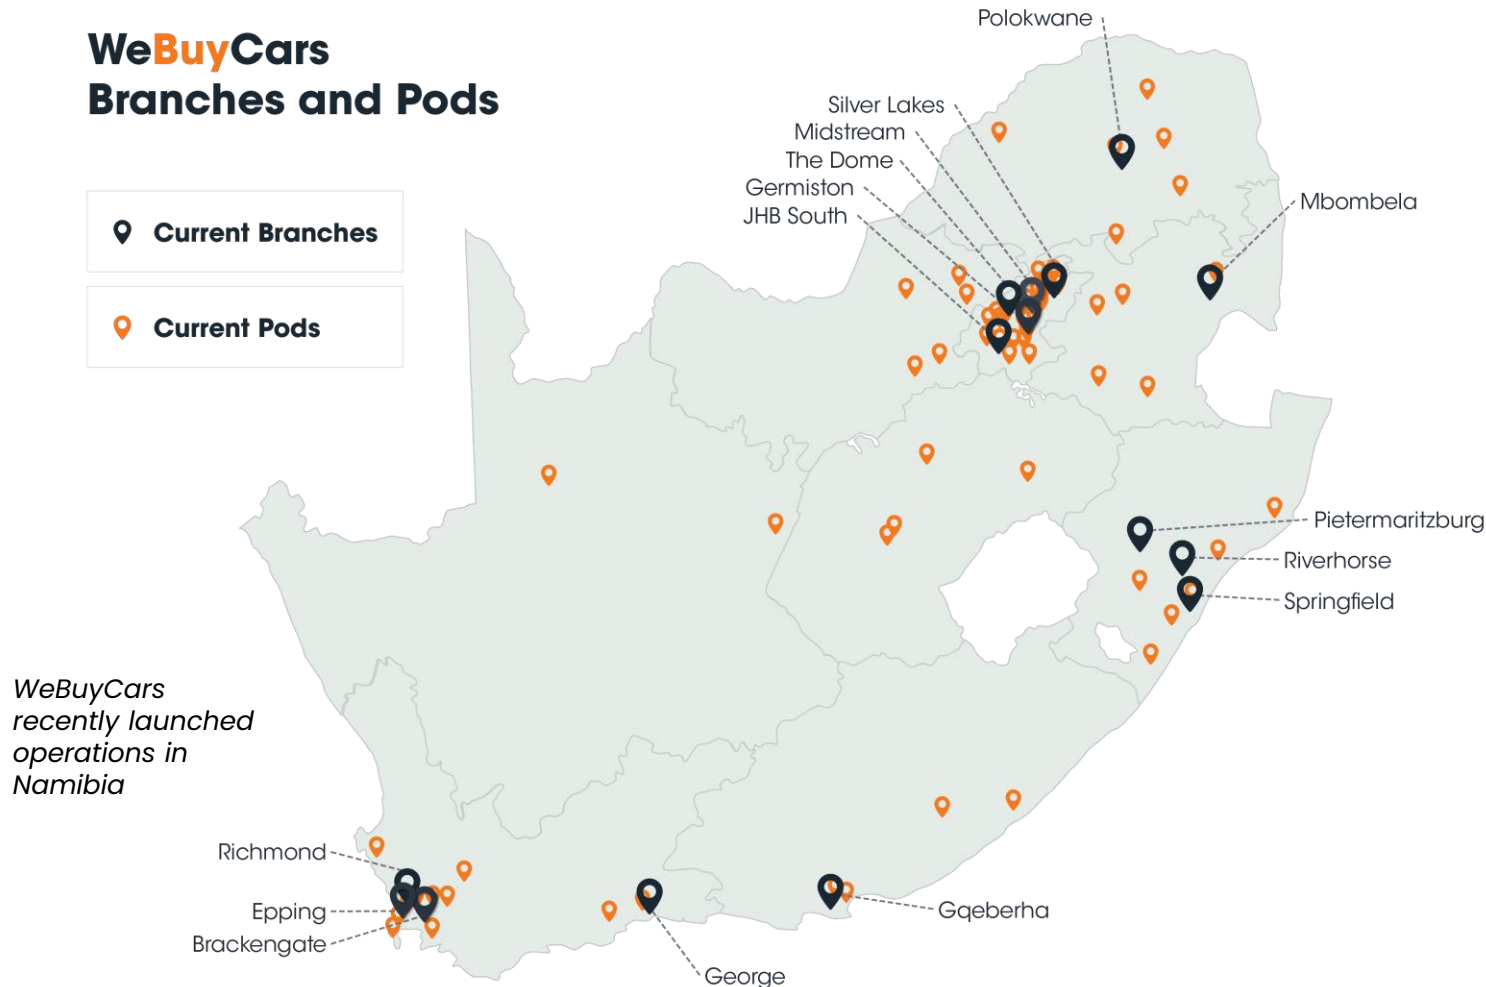 WeBuyCars
Branches and Pods
Current Branches
Current Pods
Polokwane
Silver Lakes
Midstream
The Dome
Germiston
JHB South
Mbombela
Pietermaritzburg
Riverhorse
Springfield
WeBuyCars
recently launched
operations in
Namibia
Richmond
Epping
Brackengate
Gqeberha
George